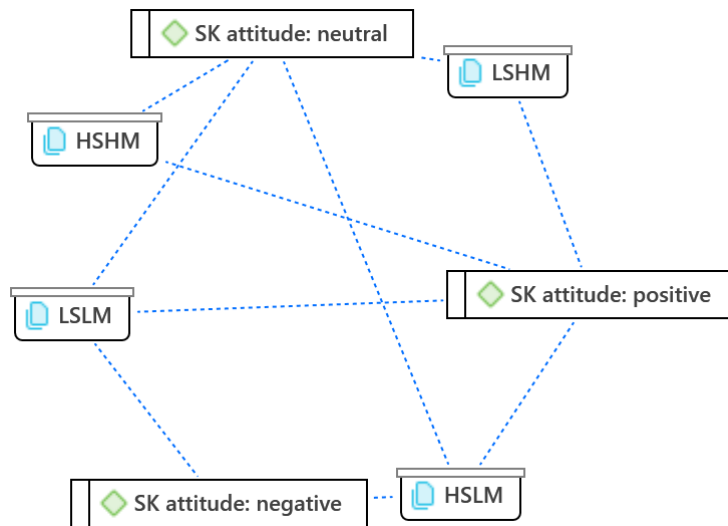 SK attitude: neutral
LSHM
HSHM
SK attitude: positive
LSLM
SK attitude: negative
HSLM